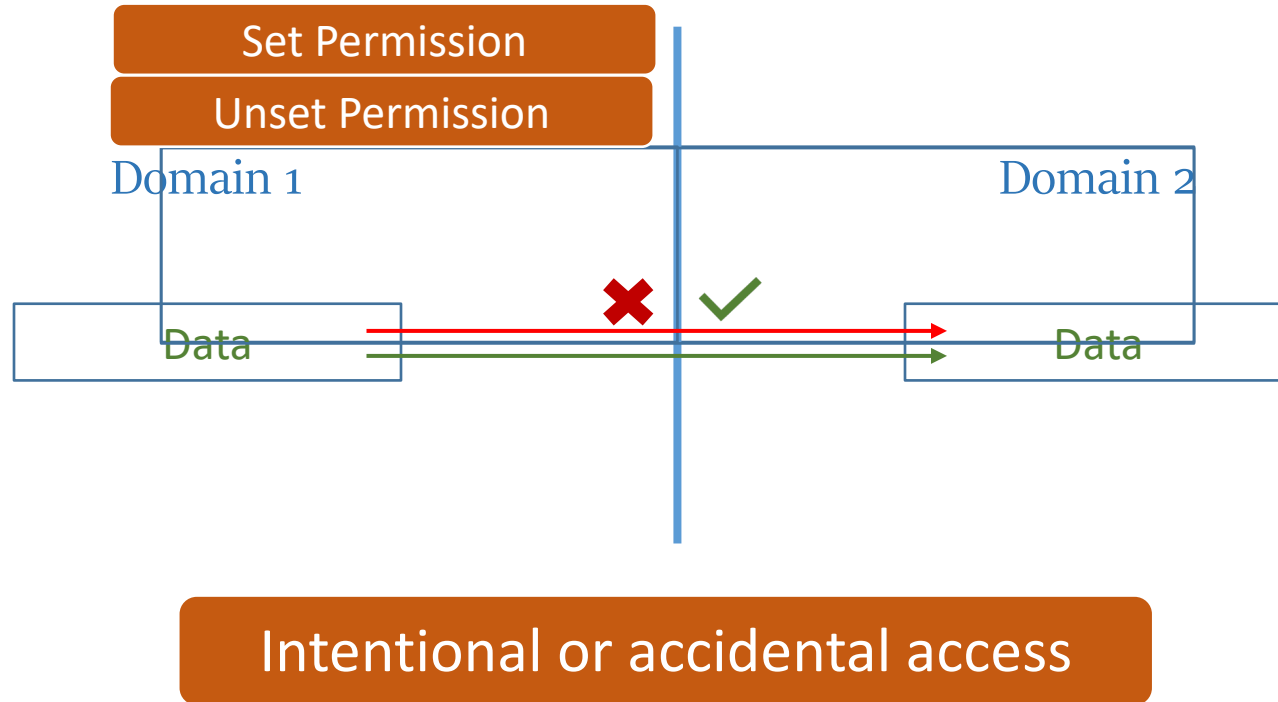 Set Permission
Unset Permission
Domain 1
Domain 2
Data
Data
Intentional or accidental access